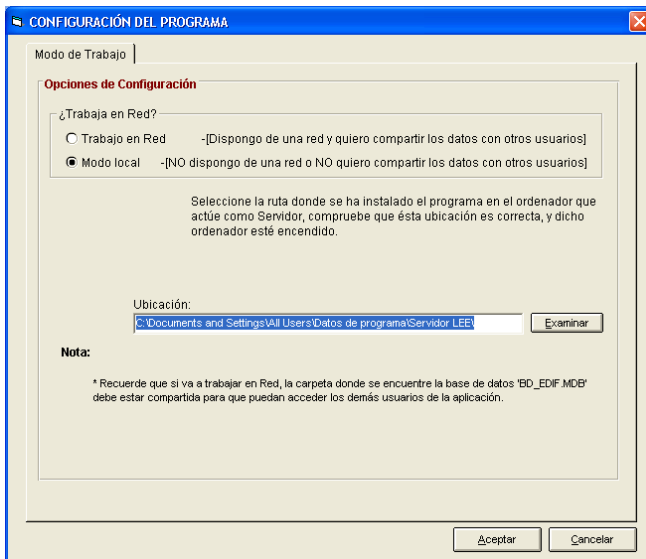 CONFIGURACIÓN DEL PROGRAMA
Modo de Trabajo
Opciones de Configuración
¿Trabaja en Red?
Trabajo en Red -[Dispongo de una red y quiero compartir los datos con otros usuarios]
Modo local -[NO dispongo de una red o NO quiero compartir los datos con otros usuarios]
Seleccione la ruta donde se ha instalado el programa en el ordenador que
actúe como Servidor, compruebe que ésta ubicación es correcta, y dicho
ordenador esté encendido.
Ubicación:
C:\Documents and Settings\All Users\Datos de programa\Servidor LEE\
Examinar
Nota:
* Recuerde que si va a trabajar en Red, la carpeta donde se encuentre la base de datos 'BD_EDIF.MDB'
debe estar compartida para que puedan acceder los demás usuarios de la aplicación.
Aceptar
Cancelar